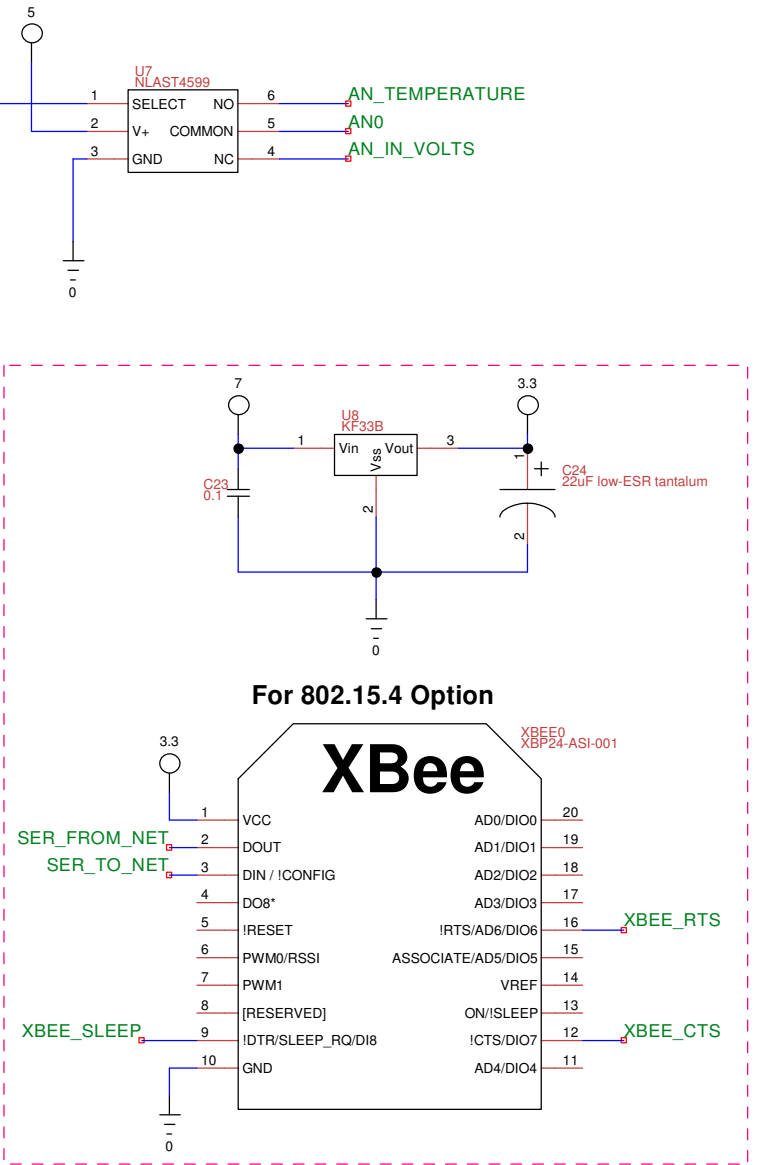 5
U7
NLAST4599
1 SELECT NO 6 AN_TEMPERATURE
2 V+ COMMON 5 AN0
3 GND NC 4 AN_IN_VOLTS
0
7 3.3
U8
KF33B
1 Vin Vout 3 1 +
Vss
C23
0.1
C24
22uF low-ESR tantalum
2 2
0
For 802.15.4 Option
XBEE0
XBP24-ASI-001
3.3
XBee
1 VCC AD0/DIO0 20
SER_FROM_NET 2 DOUT AD1/DIO1 19
SER_TO_NET 3 DIN / !CONFIG AD2/DIO2 18
4 DO8* AD3/DIO3 17
5 !RESET !RTS/AD6/DIO6 16 XBEE_RTS
6 PWM0/RSSI ASSOCIATE/AD5/DIO5 15
7 PWM1 VREF 14
8 [RESERVED] ON/!SLEEP 13
XBEE_SLEEP 9 !DTR/SLEEP_RQ/DI8 !CTS/DIO7 12 XBEE_CTS
10 GND AD4/DIO4 11
0